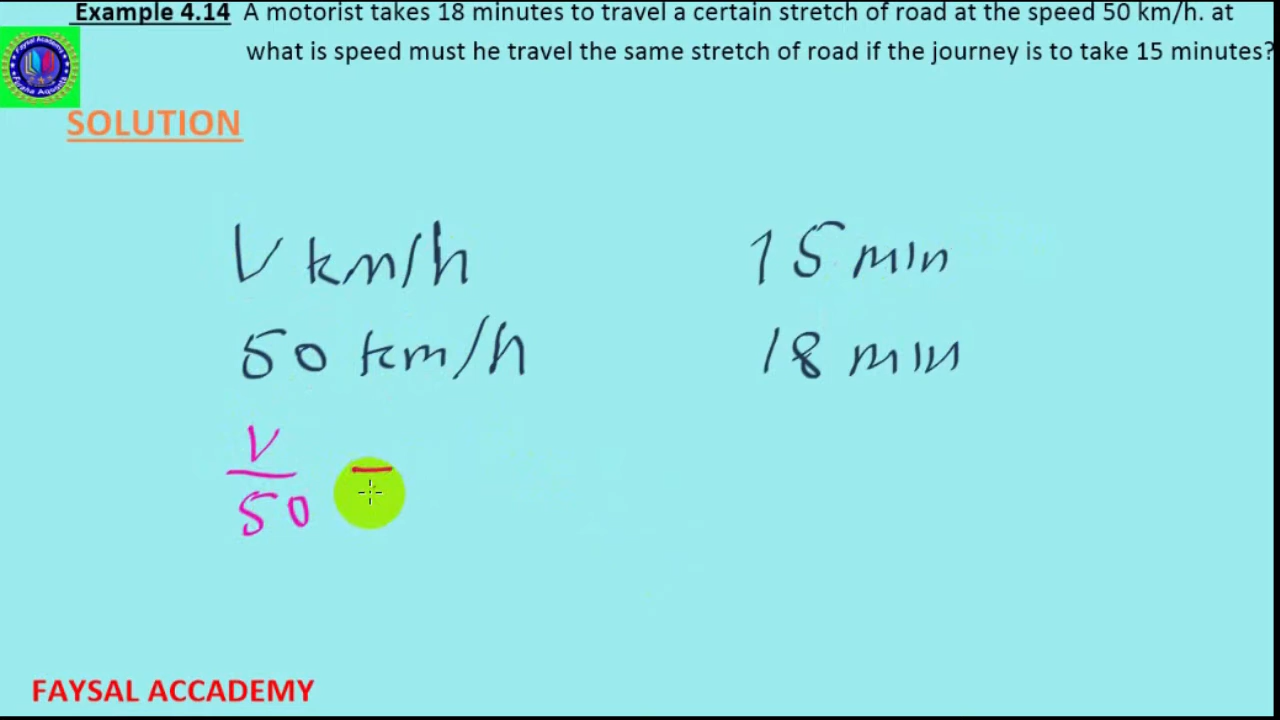 Example 4.14 A motorist takes 18 minutes to travel a certain stretch of road at the speed 50 km/h. at
what is speed must he travel the same stretch of road if the journey is to take 15 minutes?
SOLUTION
V km/h 15 min
50 km/h 18 min
V
50
FAYSAL ACCADEMY